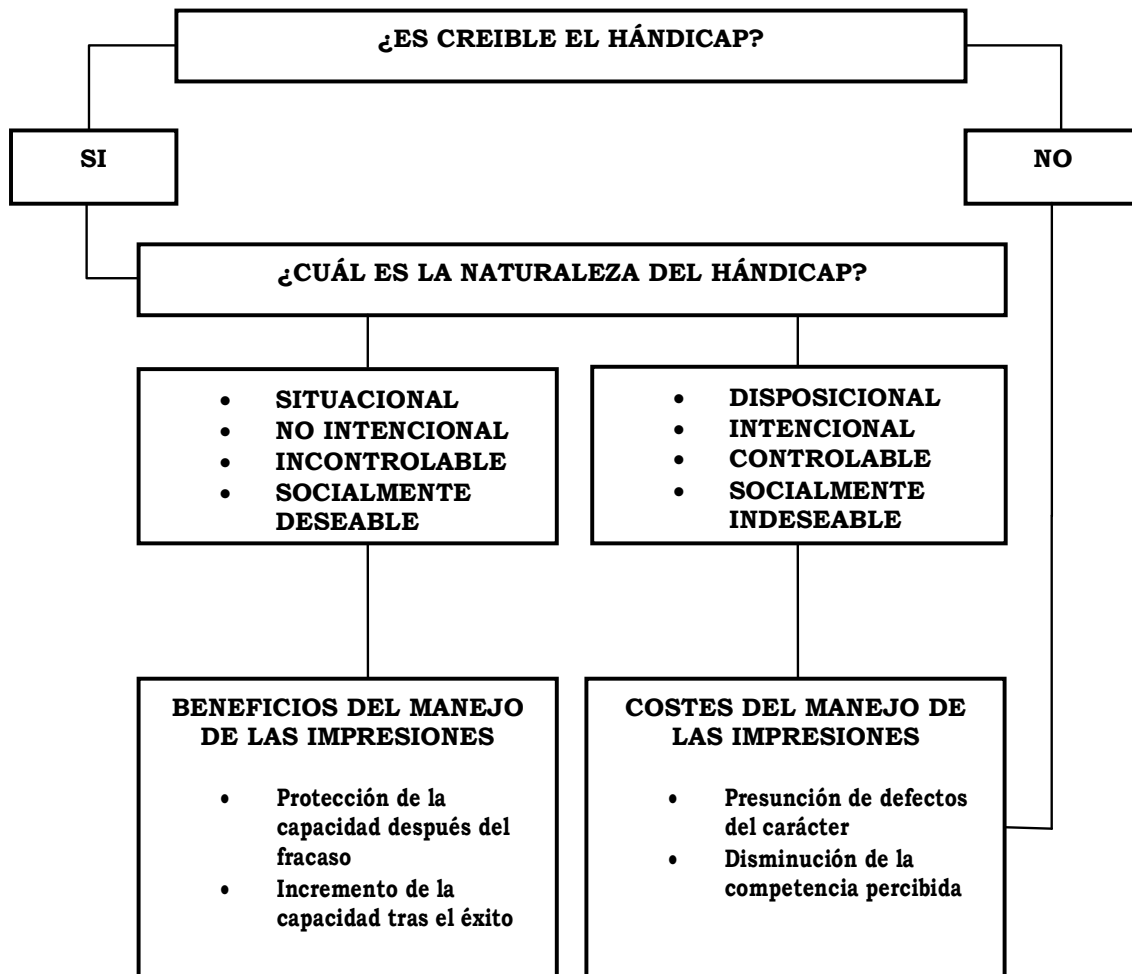 ¿ES CREIBLE EL HÁNDICAP?
SI
NO
¿CUÁL ES LA NATURALEZA DEL HÁNDICAP?
• SITUACIONAL
• NO INTENCIONAL
• INCONTROLABLE
• SOCIALMENTE
DESEABLE
• DISPOSICIONAL
• INTENCIONAL
• CONTROLABLE
• SOCIALMENTE
INDESEABLE
BENEFICIOS DEL MANEJO
DE LAS IMPRESIONES
• Protección de la
capacidad después del
fracaso
• Incremento de la
capacidad tras el éxito
COSTES DEL MANEJO DE
LAS IMPRESIONES
• Presunción de defectos
del carácter
• Disminución de la
competencia percibida